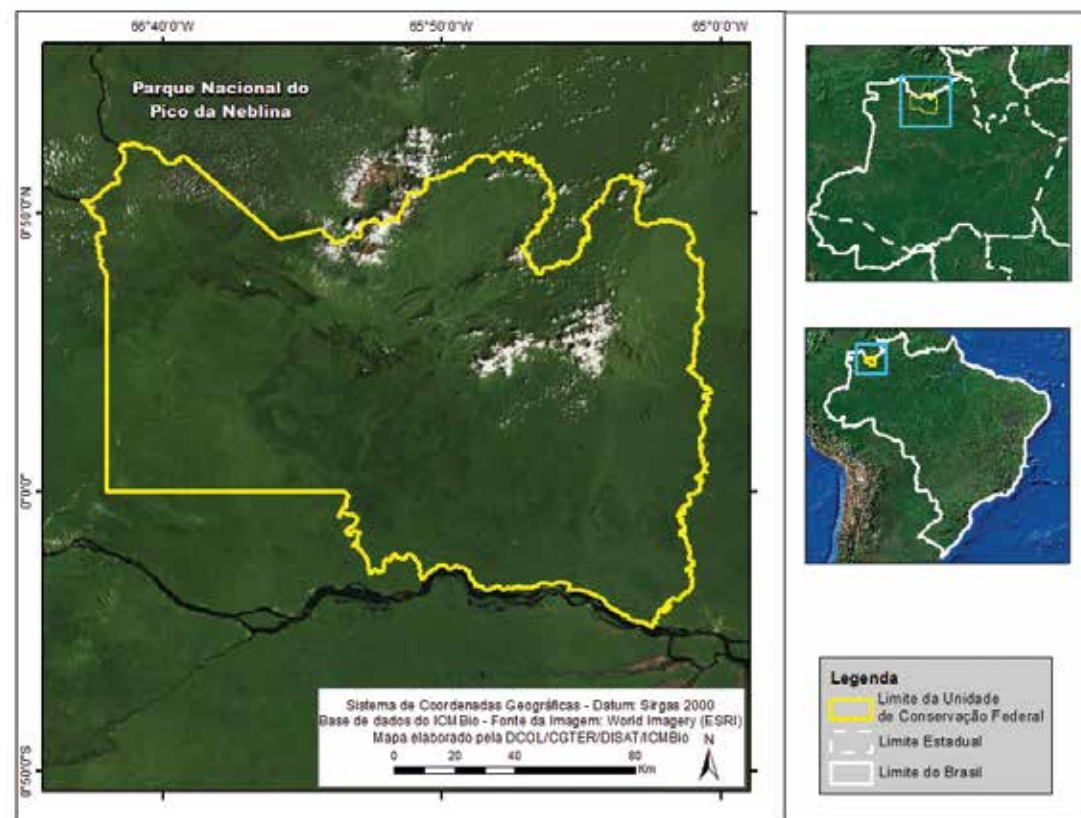 66°40'0"W
65°50'0"W
65°0'0"W
Parque Nacional do
Pico da Neblina
0°50'0"N
0°0'0"
0°50'0"S
Sistema de Coordenadas Geográficas - Datum: Sirgas 2000
Base de dados do ICMBio - Fonte da Imagem: World Imagery (ESRI)
Mapa elaborado pela DCOL/CGTER/DISAT/ICMBio
N
0 10 20 40 60 80
Km
Legenda
Limite da Unidade
de Conservação Federal
Limite Estadual
Limite do Brasil